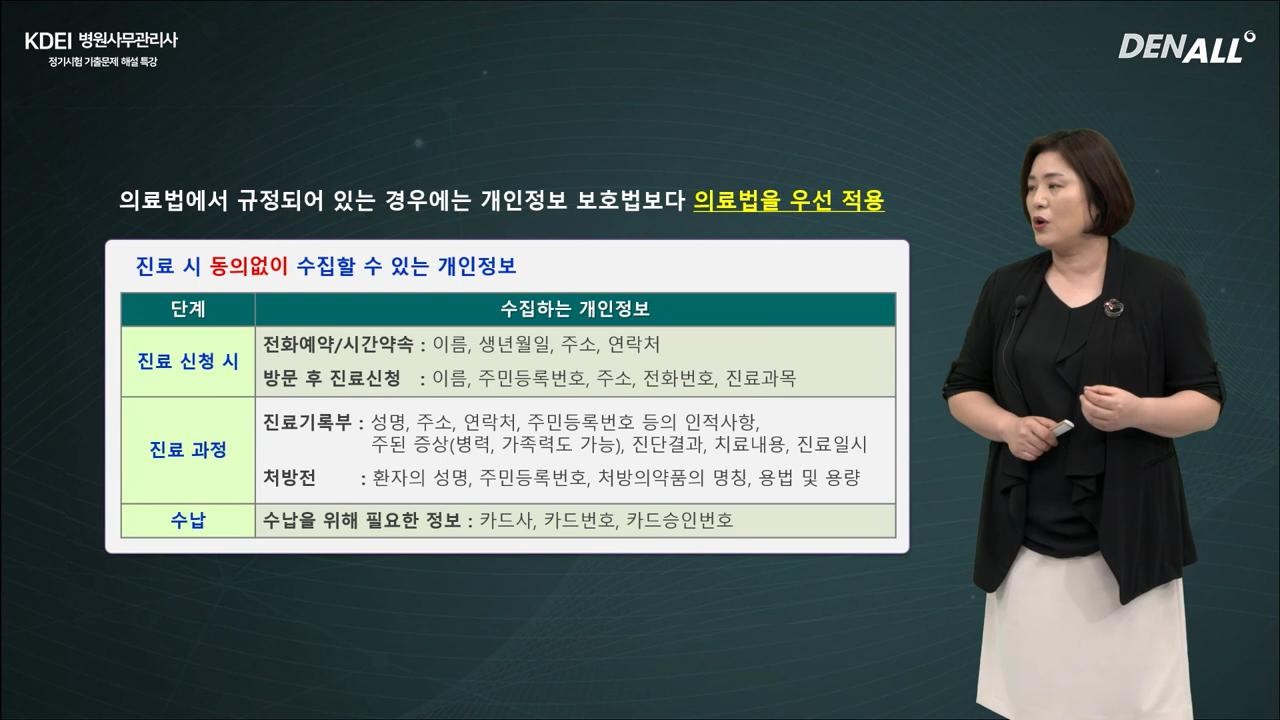 KDEI 병원사무관리사
정기시험 기출문제 해설 특강
DENALL
의료법에서 규정되어 있는 경우에는 개인정보 보호법보다 의료법을 우선 적용
진료 시 동의없이 수집할 수 있는 개인정보
단계 수집하는 개인정보
진료 신청 시
전화예약/시간약속 : 이름, 생년월일, 주소, 연락처
방문 후 진료신청 : 이름, 주민등록번호, 주소, 전화번호, 진료과목
진료 과정
진료기록부 : 성명, 주소, 연락처, 주민등록번호 등의 인적사항,
주된 증상(병력, 가족력도 가능), 진단결과, 치료내용, 진료일시
처방전 : 환자의 성명, 주민등록번호, 처방의약품의 명칭, 용법 및 용량
수납 수납을 위해 필요한 정보 : 카드사, 카드번호, 카드승인번호